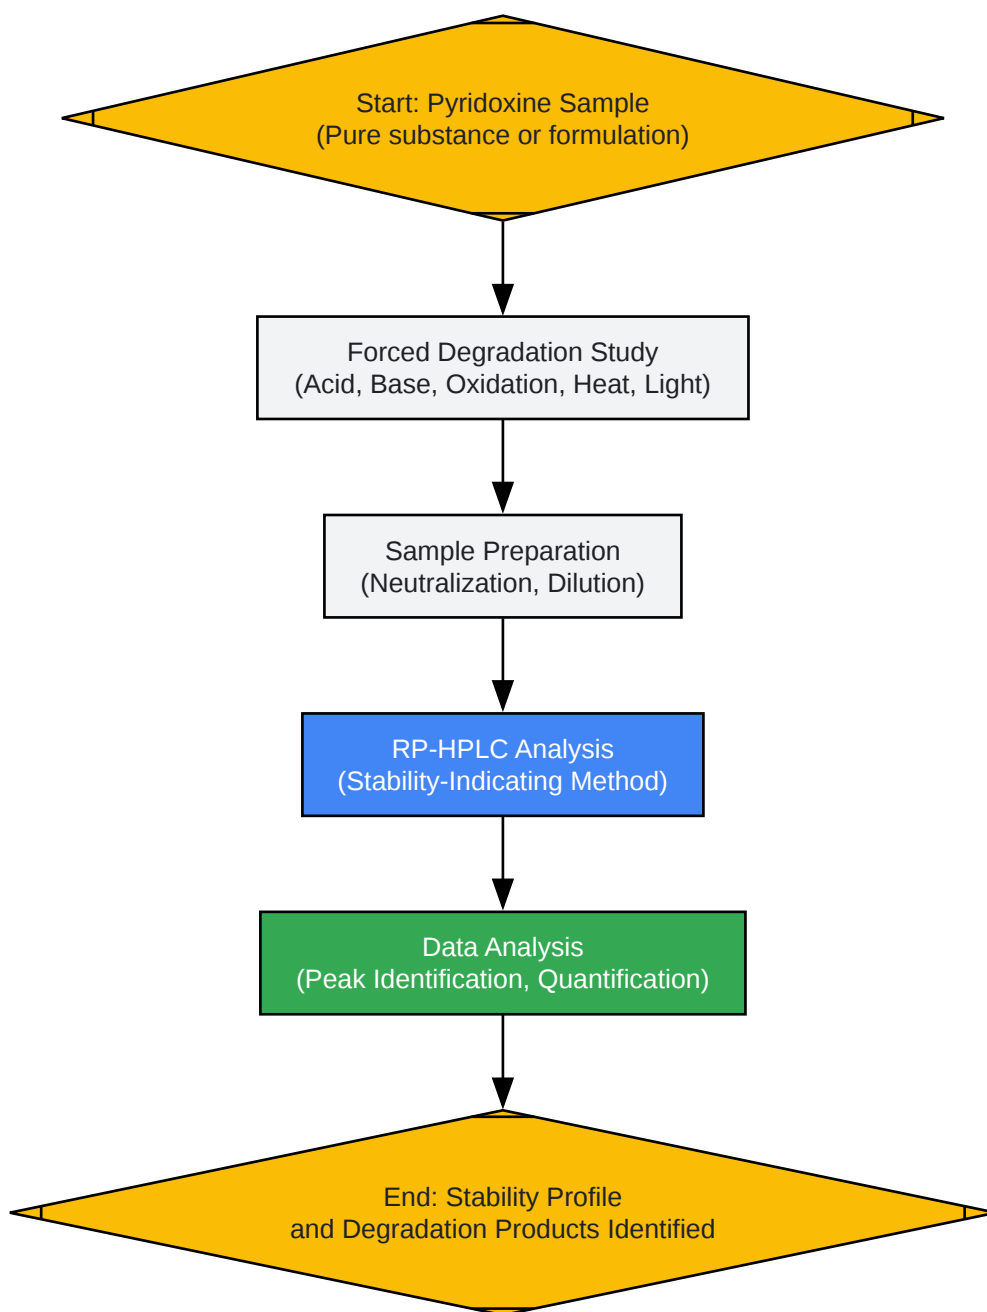 Start: Pyridoxine Sample
(Pure substance or formulation)
Forced Degradation Study
(Acid, Base, Oxidation, Heat, Light)
Sample Preparation
(Neutralization, Dilution)
RP-HPLC Analysis
(Stability-Indicating Method)
Data Analysis
(Peak Identification, Quantification)
End: Stability Profile
and Degradation Products Identified